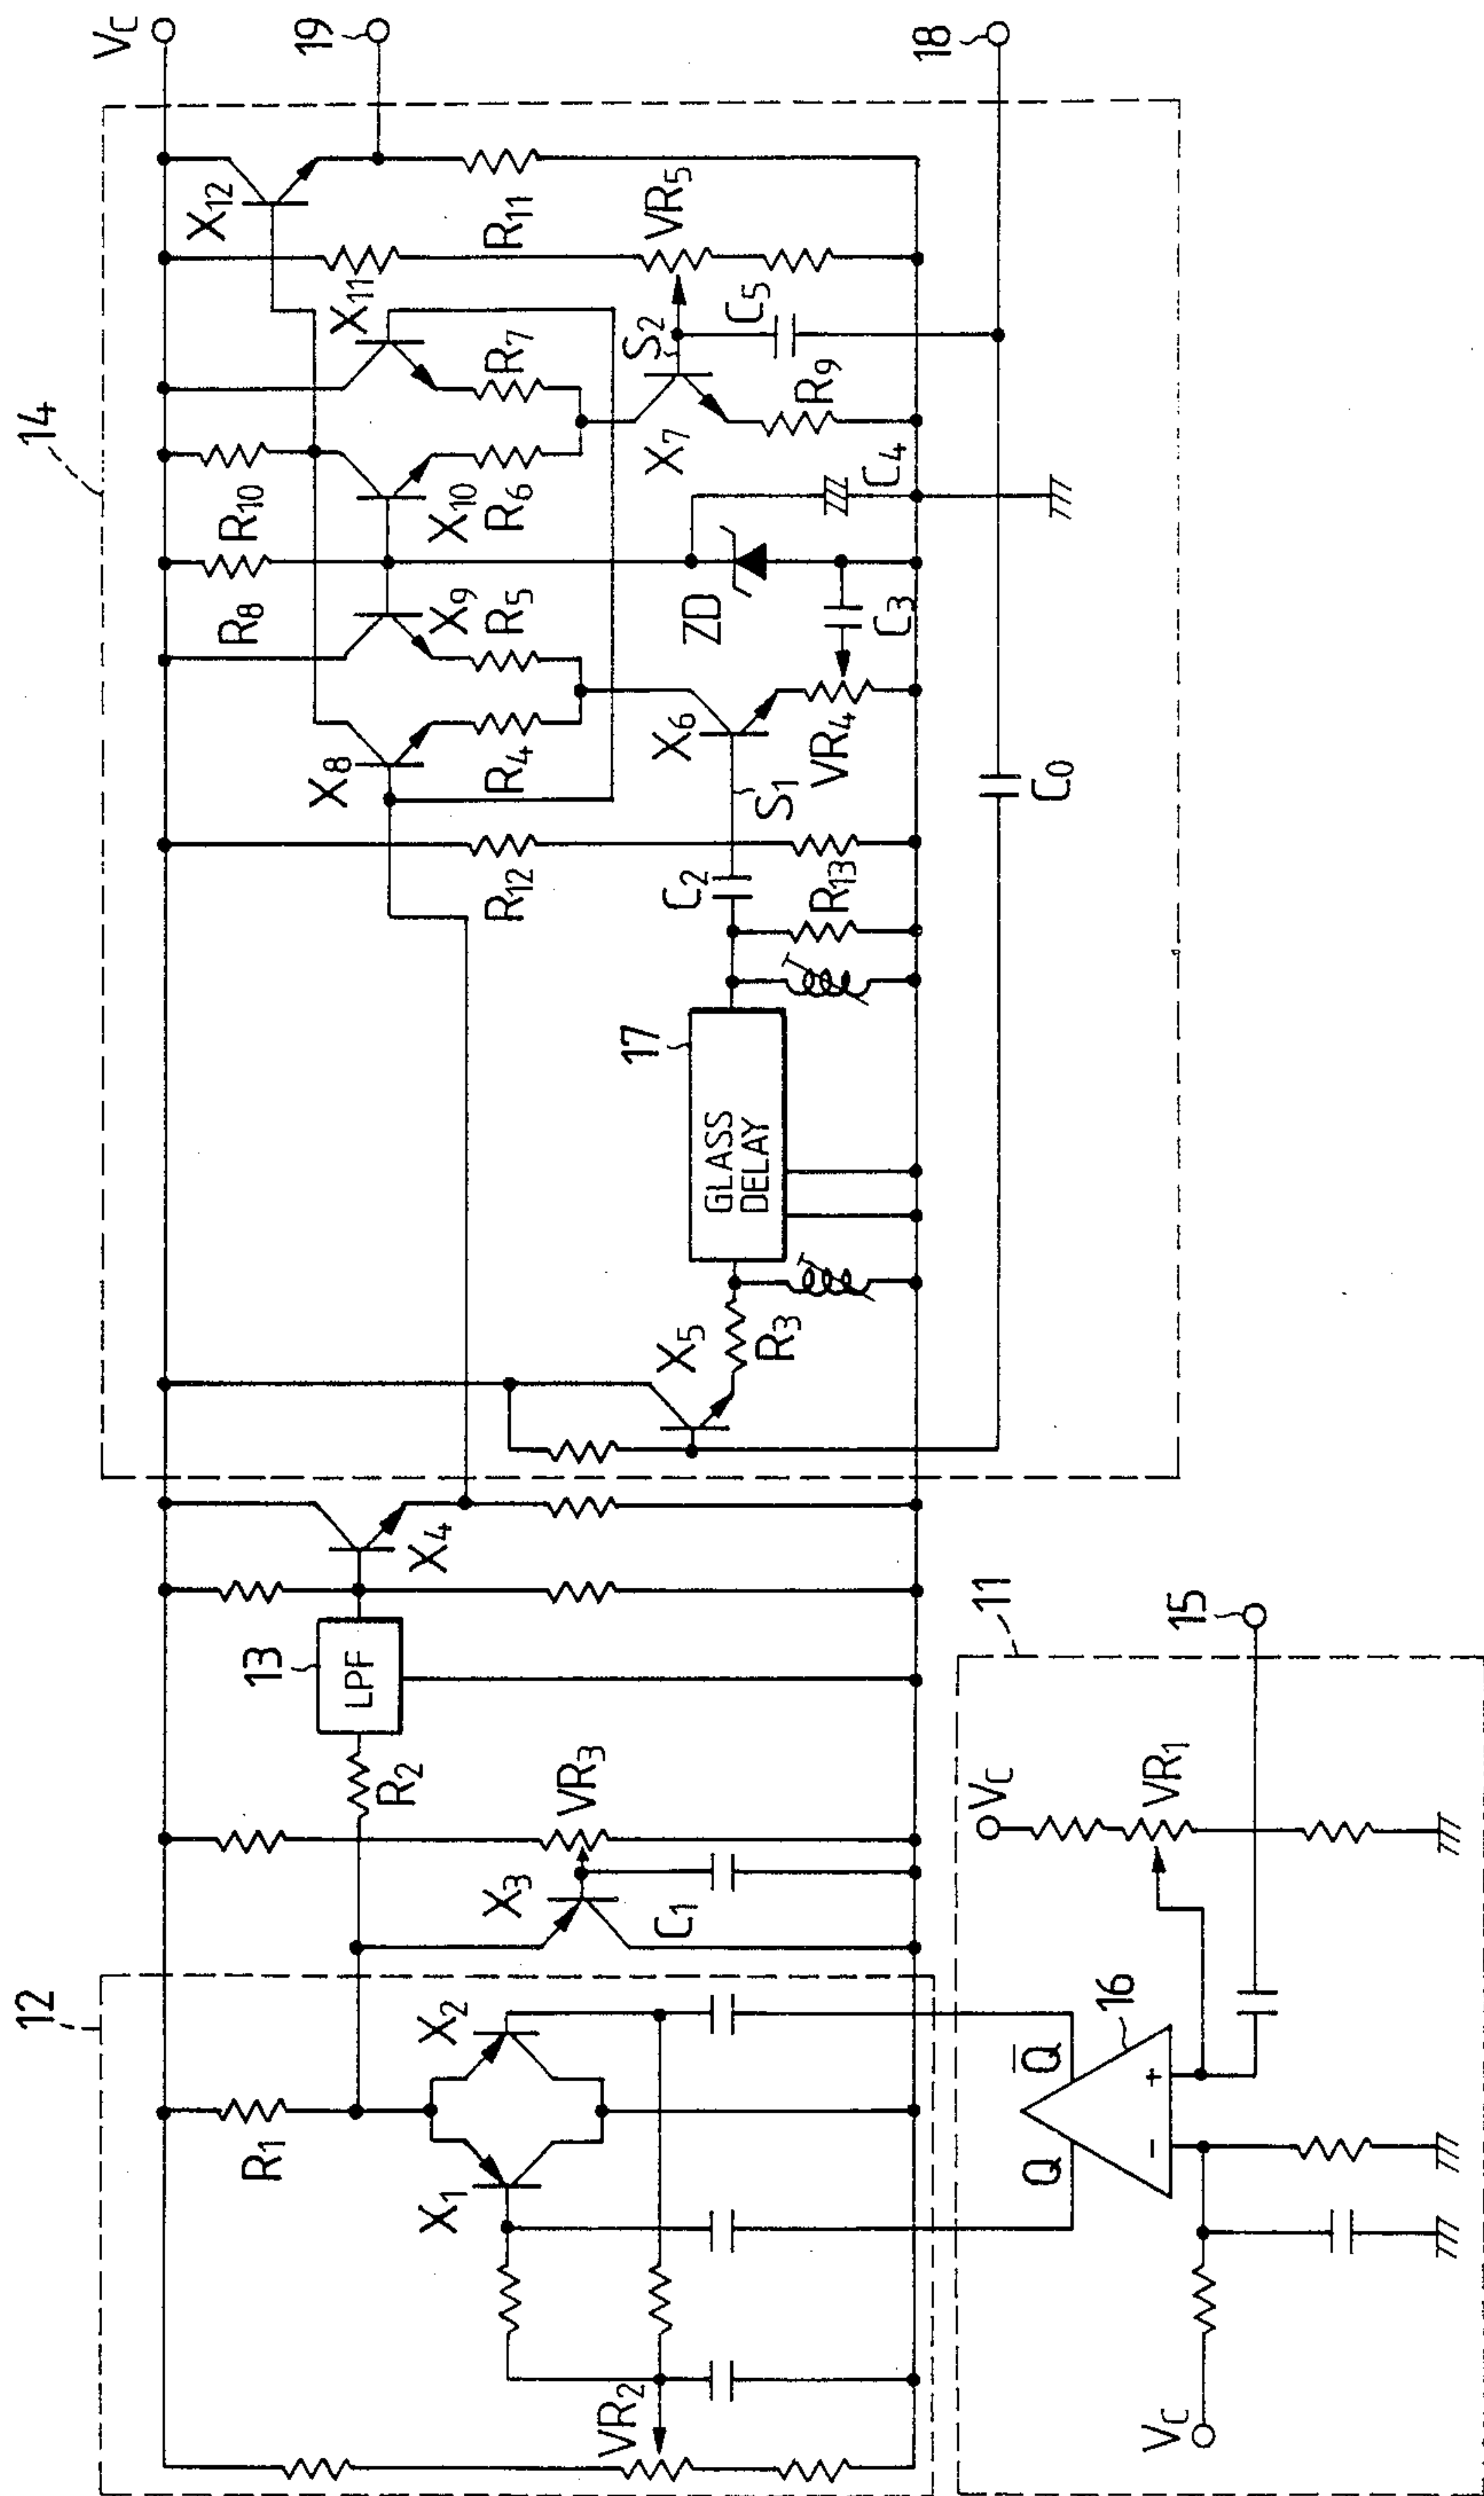 14
V_C
19
18
X12
R11
VR5
X11
R7
S2
C5
R9
X7
C4
R10
X10
R6
R8
X9
R5
ZD
C3
X8
R4
X6
VR4
S1
C0
R12
C2
R13
17
GLASS
DELAY
X5
R3
X4
13
LPF
R2
VR3
X3
C1
12
R1
X1
X2
VR2
11
15
VC
VR1
16
Q
Q̅
+
-
VC